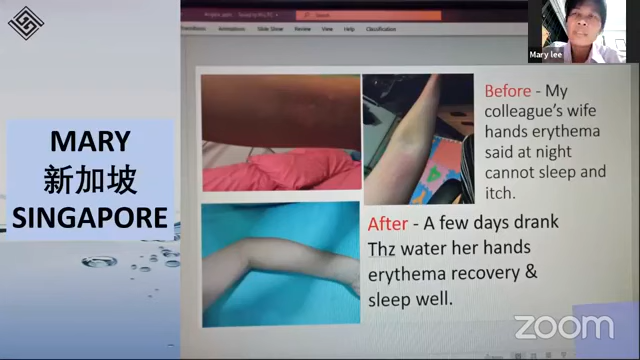 MARY
新加坡
SINGAPORE
Slide Show
Review
View
Help
Classification
Search
Mary lee
Before - My
colleague's wife
hands erythema
said at night
cannot sleep and
itch.
After - A few days drank
Thz water her hands
erythema recovery &
sleep well.
zoom